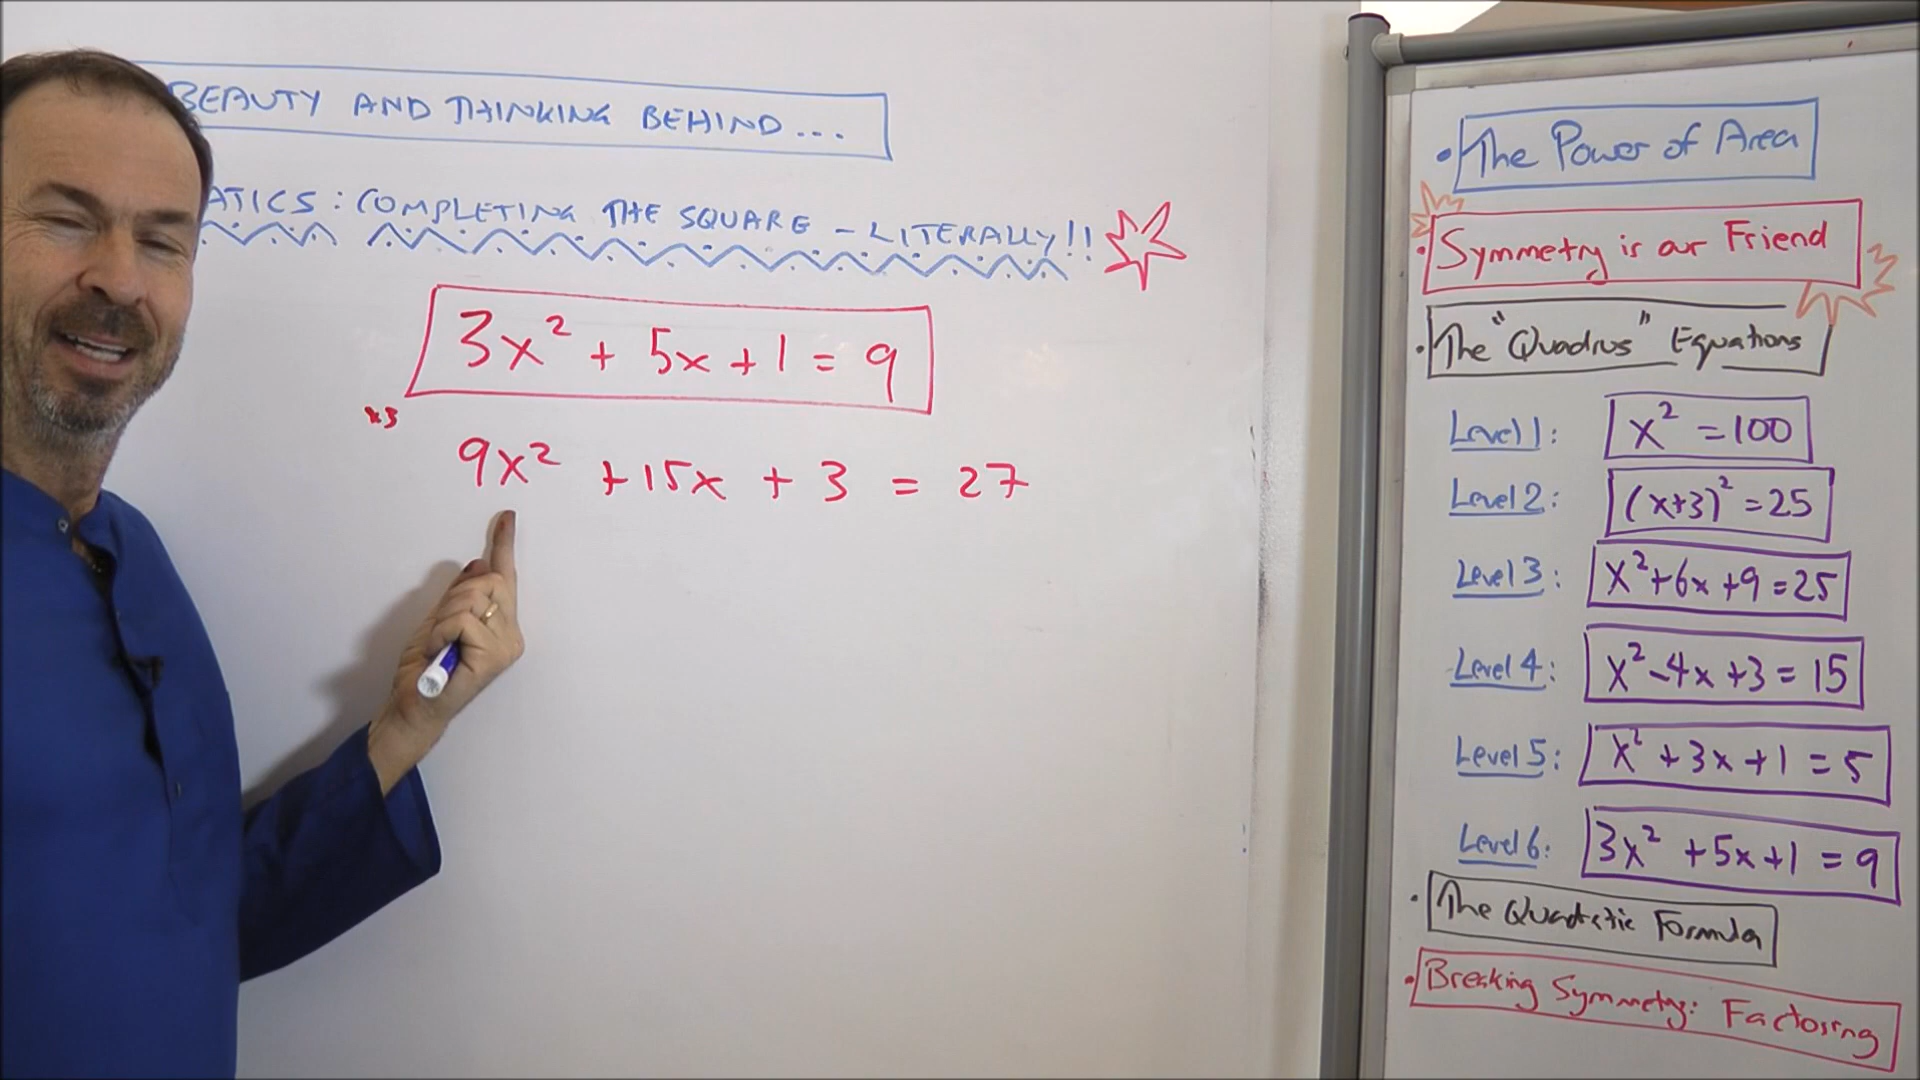 BEAUTY AND THINKING BEHIND...
ATICS: COMPLETING THE SQUARE – LITERALLY!!
3x² + 5x + 1 = 9
x3
9x² + 15x + 3 = 27
• The Power of Area
• Symmetry is our Friend
• The "Quadrus" Equations
Level 1: x² = 100
Level 2: (x+3)² = 25
Level 3: x² + 6x + 9 = 25
Level 4: x² - 4x + 3 = 15
Level 5: x² + 3x + 1 = 5
Level 6: 3x² + 5x + 1 = 9
• The Quadratic Formula
• Breaking Symmetry: Factoring